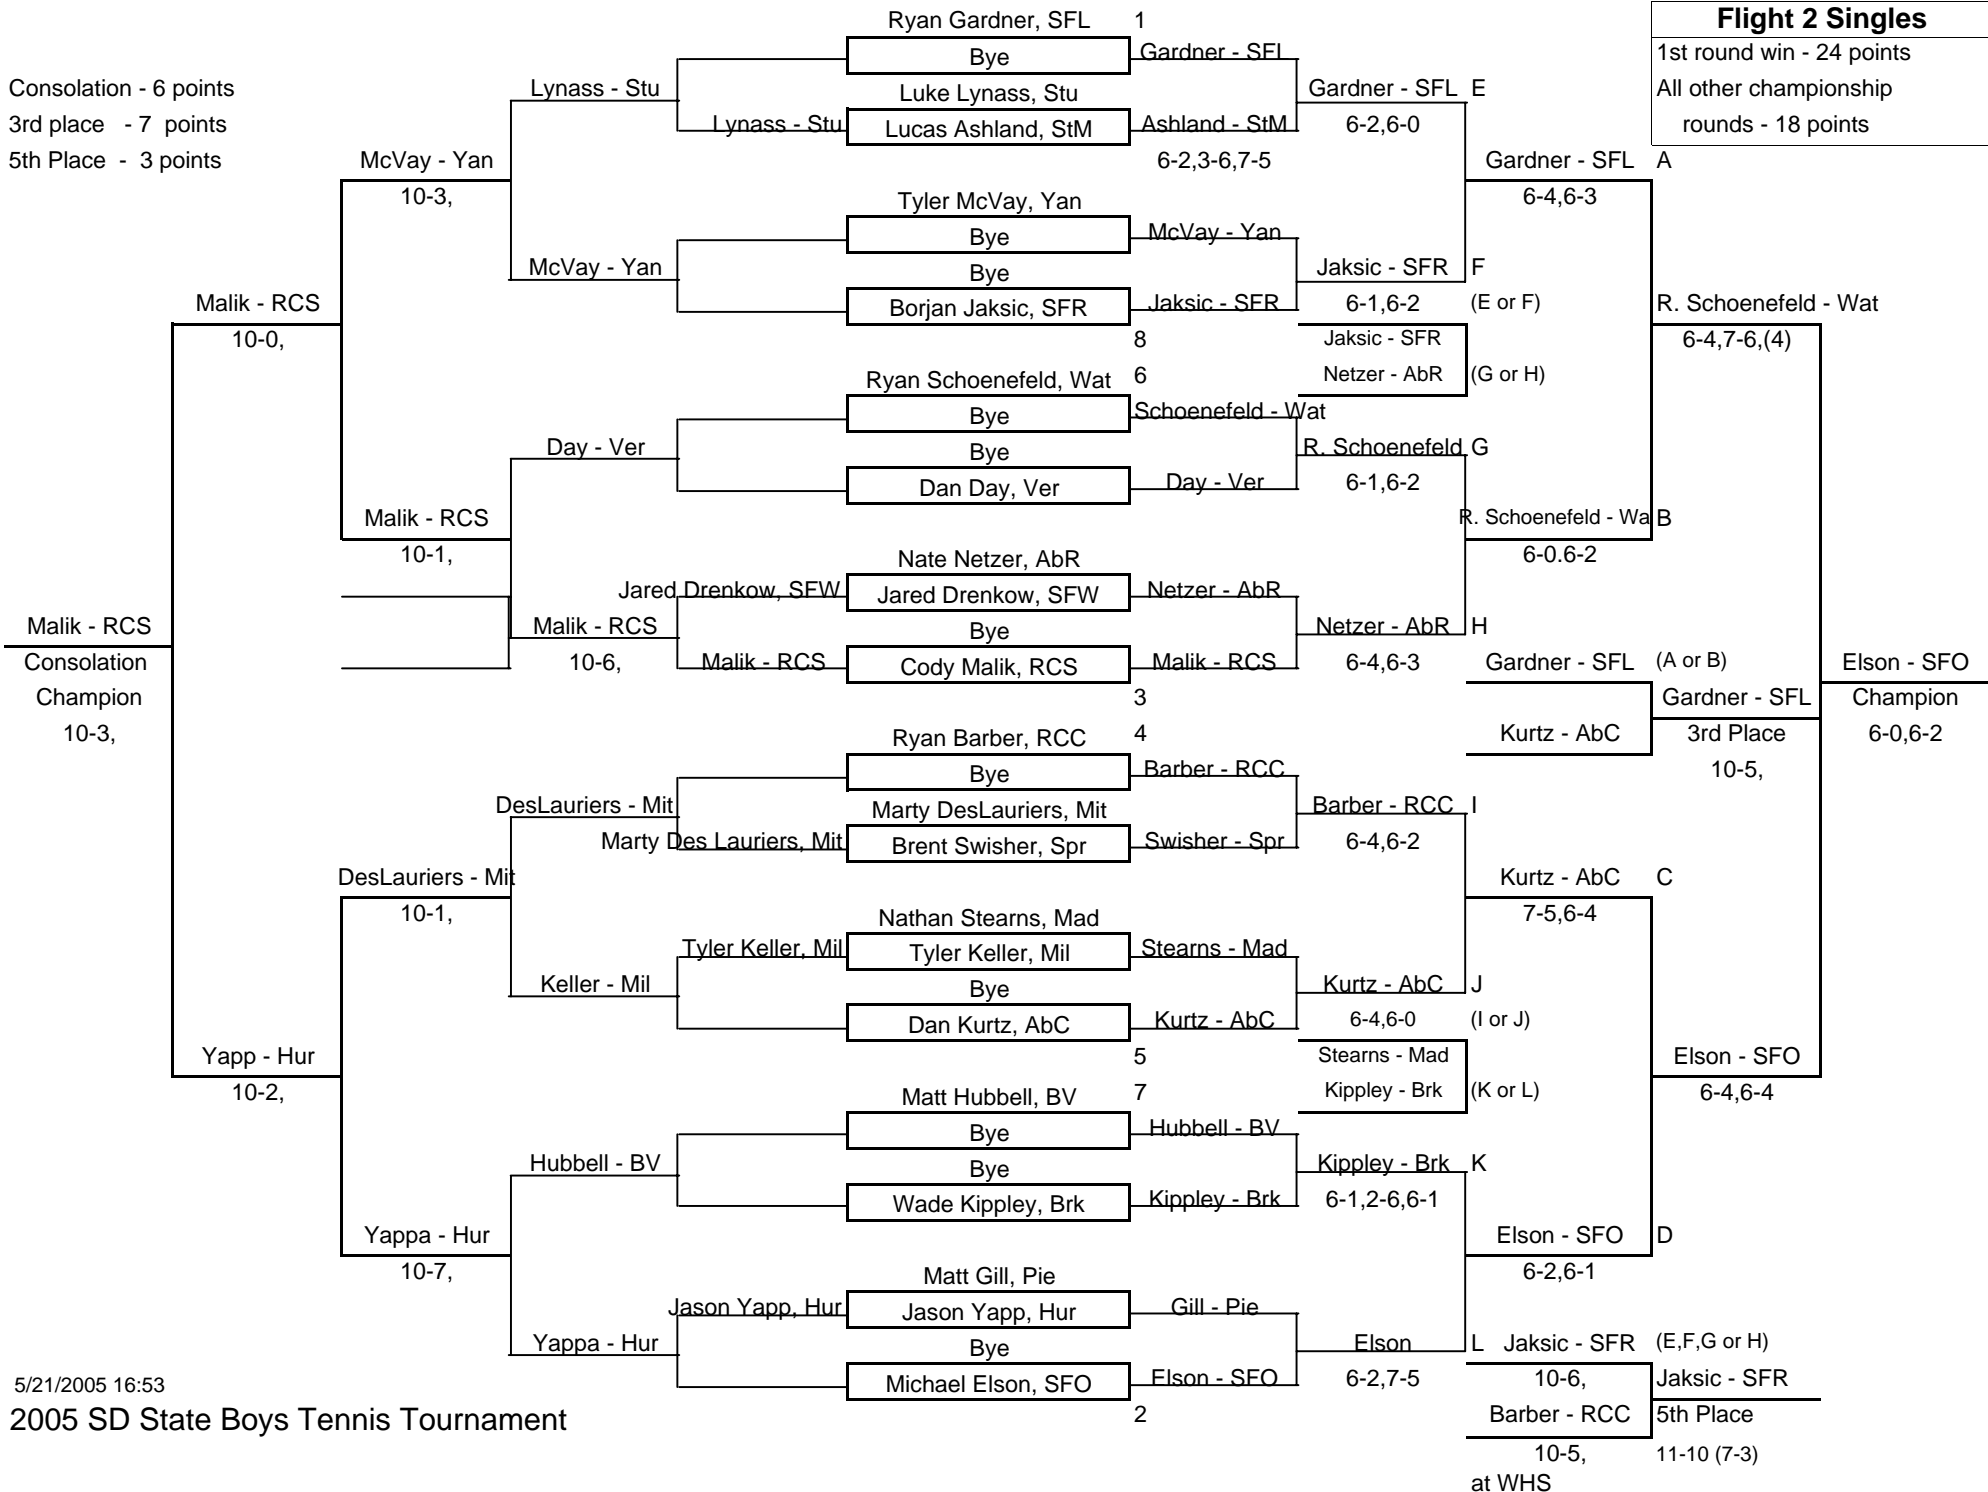 Flight 2 Singles
1st round win - 24 points
All other championship
rounds - 18 points
Consolation - 6 points
3rd place - 7 points
5th Place - 3 points
Malik - RCS
Consolation
Champion
10-3,
Malik - RCS
10-0,
Yapp - Hur
10-2,
McVay - Yan
10-3,
Malik - RCS
10-1,
DesLauriers - Mit
10-1,
Yappa - Hur
10-7,
Lynass - Stu
McVay - Yan
Day - Ver
Malik - RCS
10-6,
DesLauriers - Mit
Keller - Mil
Hubbell - BV
Yappa - Hur
Lynass - Stu
Jared Drenkow, SFW
Malik - RCS
Marty Des Lauriers, Mit
Tyler Keller, Mil
Jason Yapp, Hur
Ryan Gardner, SFL 1
Bye
Luke Lynass, Stu
Lucas Ashland, StM
Tyler McVay, Yan
Bye
Bye
Borjan Jaksic, SFR
8
Ryan Schoenefeld, Wat 6
Bye
Bye
Dan Day, Ver
Nate Netzer, AbR
Jared Drenkow, SFW
Bye
Cody Malik, RCS
3
Ryan Barber, RCC 4
Bye
Marty DesLauriers, Mit
Brent Swisher, Spr
Nathan Stearns, Mad
Tyler Keller, Mil
Bye
Dan Kurtz, AbC
5
Matt Hubbell, BV 7
Bye
Bye
Wade Kippley, Brk
Matt Gill, Pie
Jason Yapp, Hur
Bye
Michael Elson, SFO
2
Gardner - SFL
Ashland - StM
6-2,3-6,7-5
McVay - Yan
Jaksic - SFR
Schoenefeld - Wat
Day - Ver
Netzer - AbR
Malik - RCS
Barber - RCC
Swisher - Spr
Stearns - Mad
Kurtz - AbC
Hubbell - BV
Kippley - Brk
Gill - Pie
Elson - SFO
Gardner - SFL E
6-2,6-0
Jaksic - SFR F
6-1,6-2 (E or F)
Jaksic - SFR
Netzer - AbR (G or H)
R. Schoenefeld G
6-1,6-2
Netzer - AbR H
6-4,6-3
Barber - RCC I
6-4,6-2
Kurtz - AbC J
6-4,6-0 (I or J)
Stearns - Mad
Kippley - Brk (K or L)
Kippley - Brk K
6-1,2-6,6-1
Elson L
6-2,7-5
Gardner - SFL A
6-4,6-3
R. Schoenefeld - Wa B
6-0.6-2
Gardner - SFL (A or B)
Kurtz - AbC
Kurtz - AbC C
7-5,6-4
Elson - SFO D
6-2,6-1
Jaksic - SFR (E,F,G or H)
10-6,
Barber - RCC
10-5,
at WHS
R. Schoenefeld - Wat
6-4,7-6,(4)
Gardner - SFL
3rd Place
10-5,
Elson - SFO
6-4,6-4
Jaksic - SFR
5th Place
11-10 (7-3)
Elson - SFO
Champion
6-0,6-2
5/21/2005 16:53
2005 SD State Boys Tennis Tournament